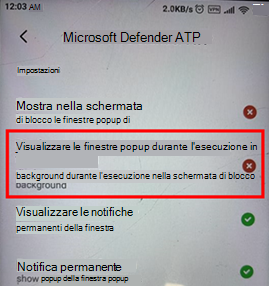 12:03 AM
2.0KB/s
VPN
Microsoft Defender ATP
Impostazioni
Mostra nella schermata
di blocco le finestre popup di
Visualizzare le finestre popup durante l'esecuzione in
background durante l'esecuzione nella schermata di blocco
background
Visualizzare le notifiche
permanenti della finestra
Notifica permanente
show popup della finestra popup